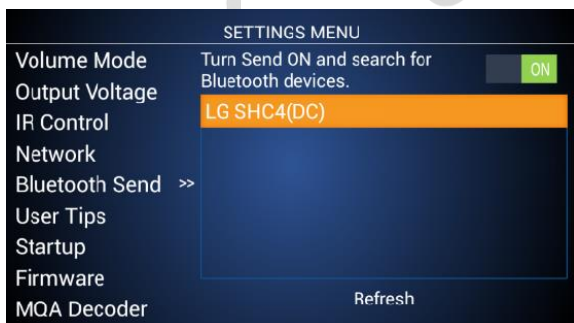 SETTINGS MENU
Volume Mode
Output Voltage
IR Control
Network
Bluetooth Send >>
User Tips
Startup
Firmware
MQA Decoder
Turn Send ON and search for
Bluetooth devices.
ON
LG SHC4(DC)
Refresh